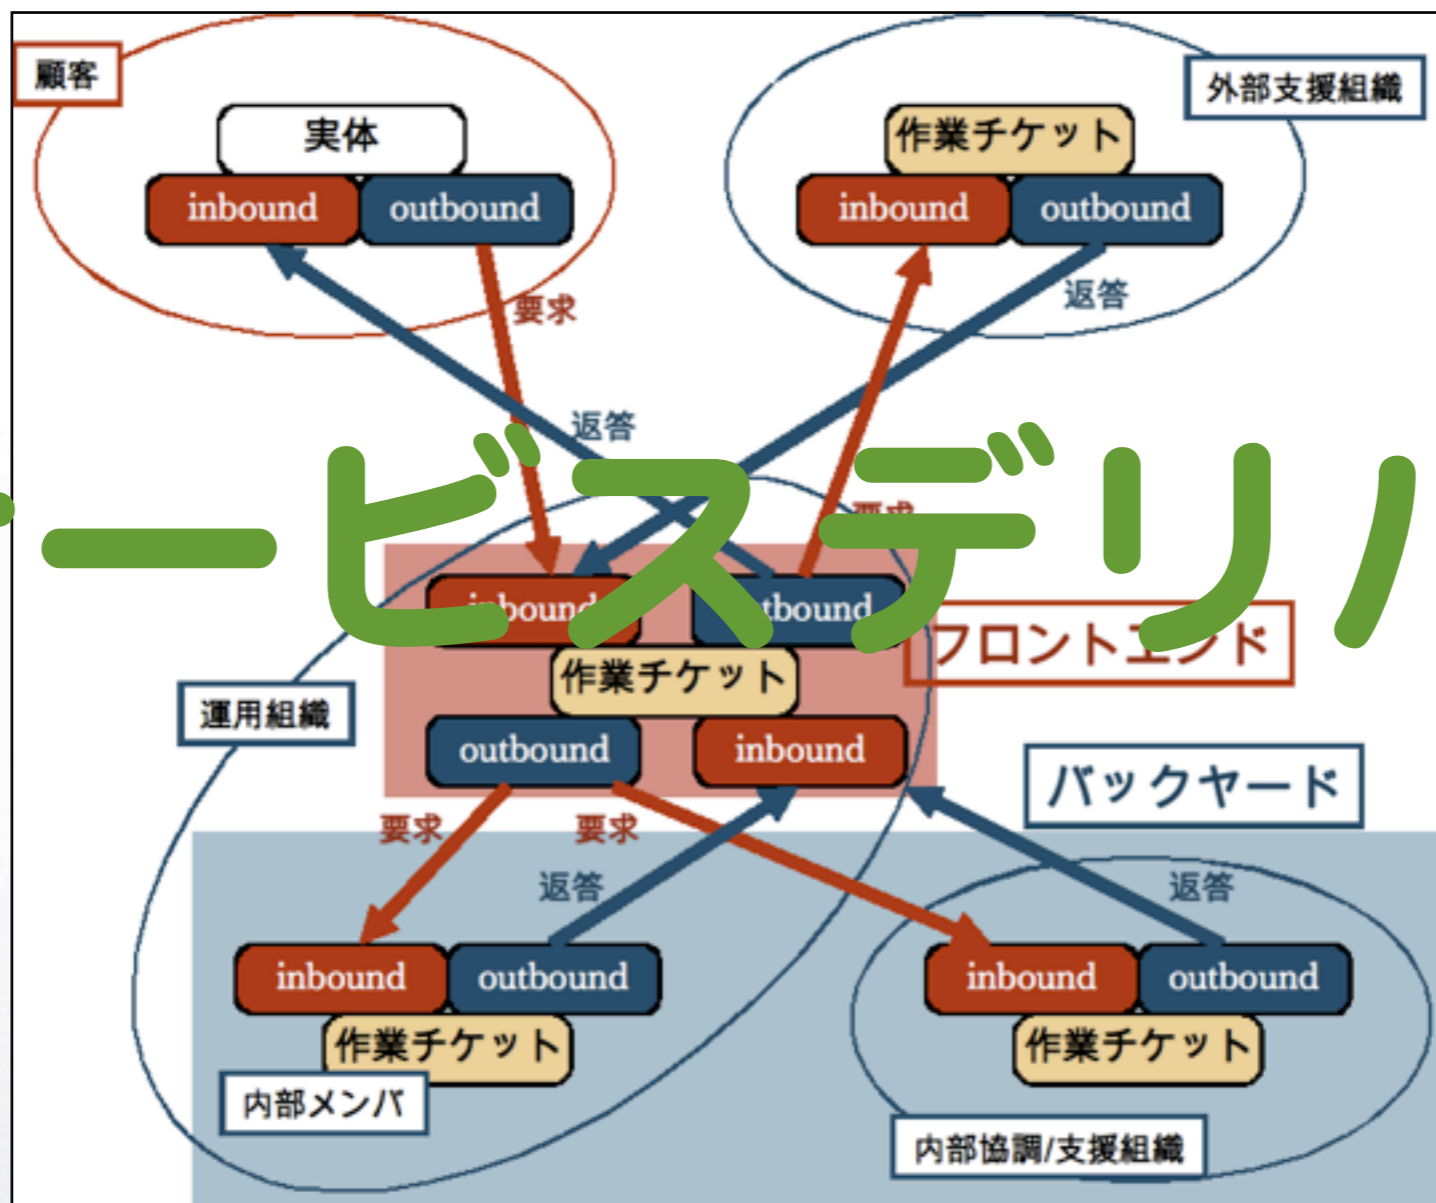 顧客
外部支援組織
実体
作業チケット
inbound outbound
inbound outbound
要求
返答
返答
ービスデリ
要求
inbound
フロントエンド
作業チケット
運用組織
outbound inbound
バックヤード
要求 要求
返答 返答
inbound outbound
inbound outbound
作業チケット
作業チケット
内部メンバ
内部協調/支援組織